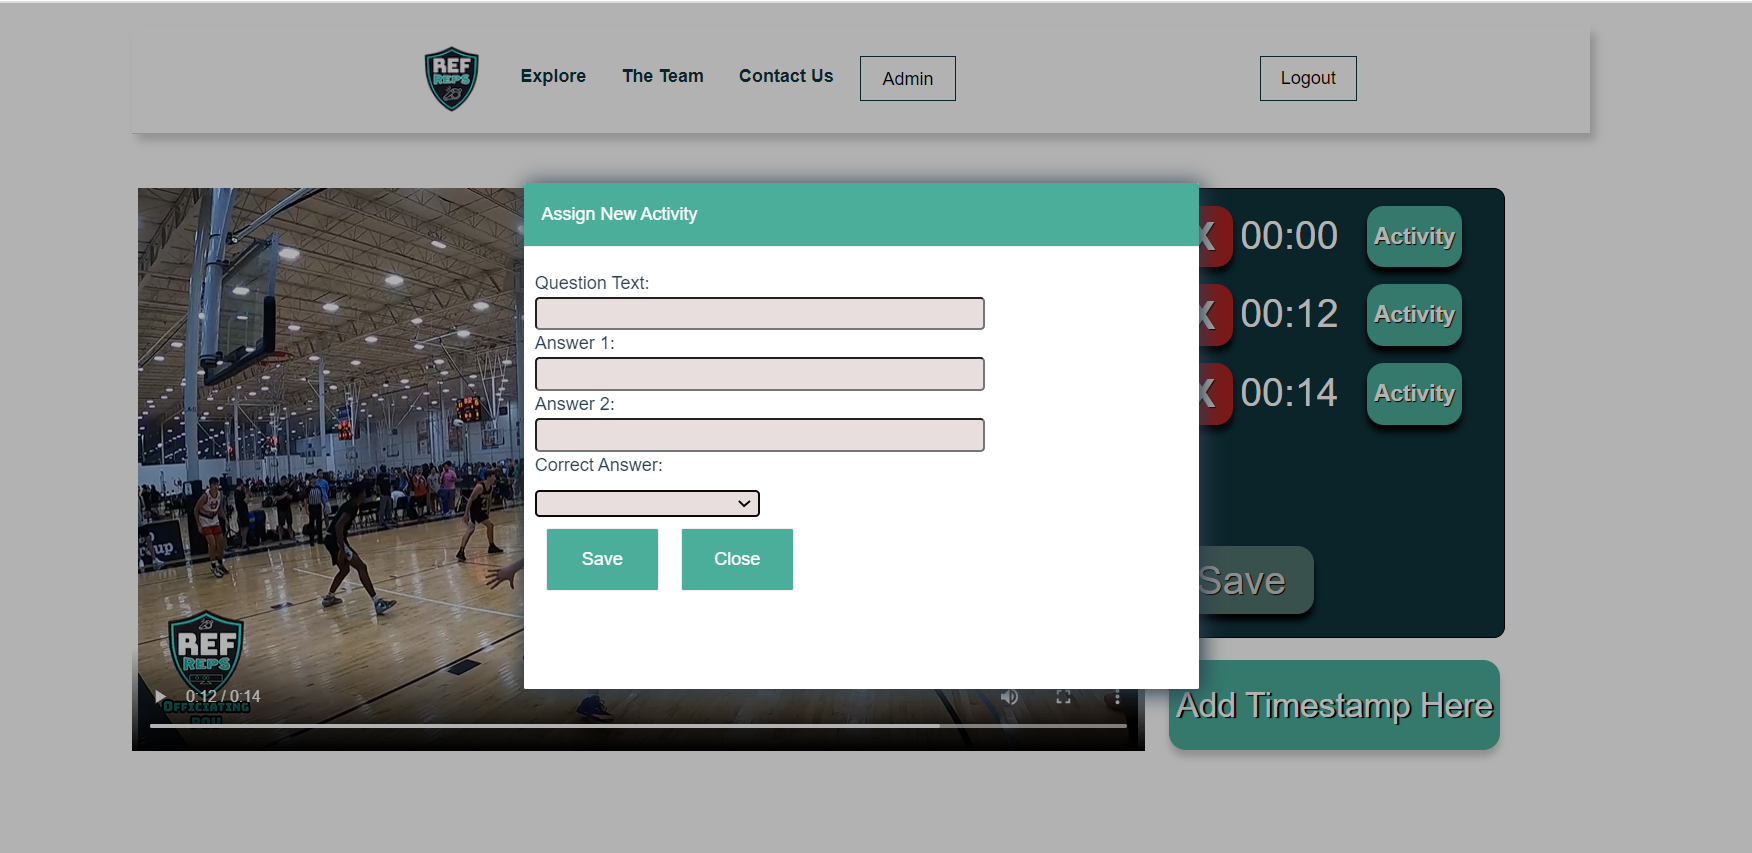 REF
REPS
Explore
The Team
Contact Us
Admin
Logout
Assign New Activity
Question Text:
Answer 1:
Answer 2:
Correct Answer:
Save
Close
X 00:00 Activity
X 00:12 Activity
X 00:14 Activity
Save
Add Timestamp Here
REF
REPS
0:12 / 0:14
OFFICIATING